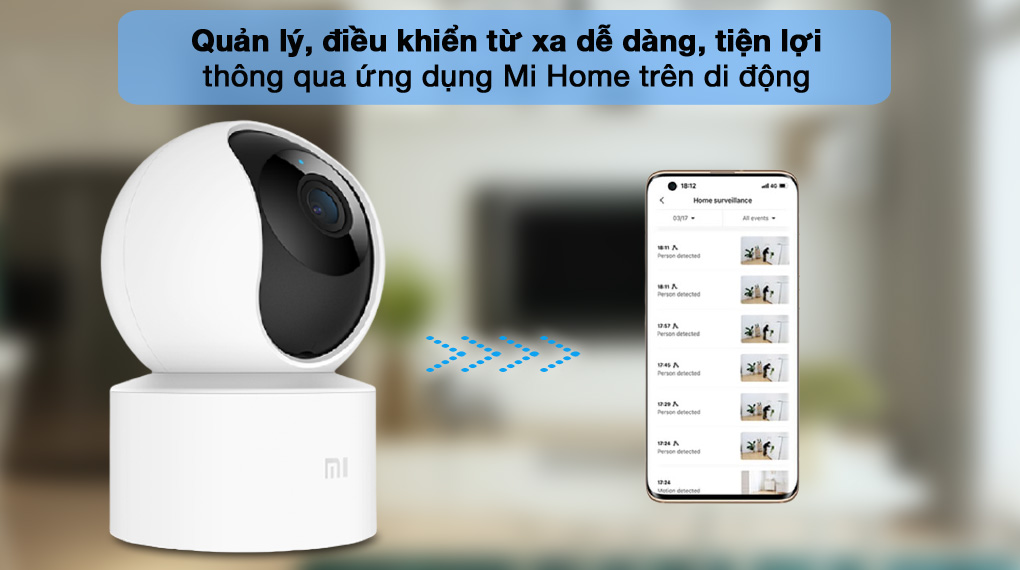 Quản lý, điều khiển từ xa dễ dàng, tiện lợi
thông qua ứng dụng Mi Home trên di động
18:12
4G
Home surveillance
03/17
All events
18:11
Person detected
18:11
Person detected
17:57
Person detected
17:45
Person detected
17:29
Person detected
17:26
Person detected
17:24
Motion detected
mi